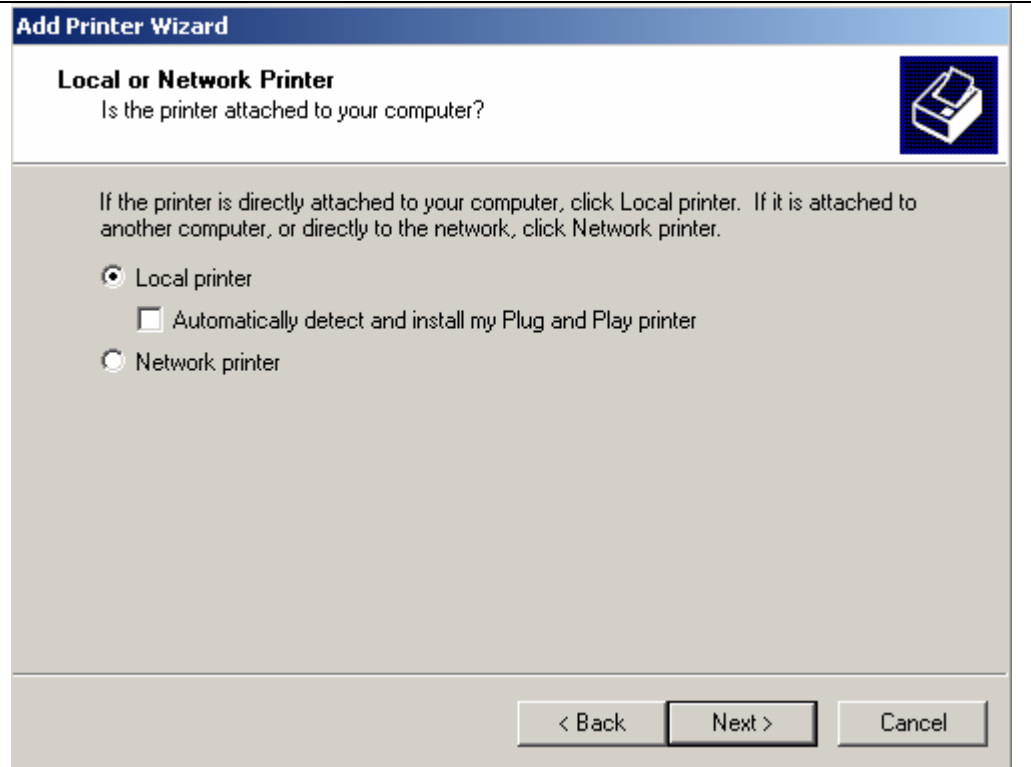 Add Printer Wizard
Local or Network Printer
Is the printer attached to your computer?
If the printer is directly attached to your computer, click Local printer.  If it is attached to
another computer, or directly to the network, click Network printer.
Local printer
Automatically detect and install my Plug and Play printer
Network printer
< Back Next > Cancel